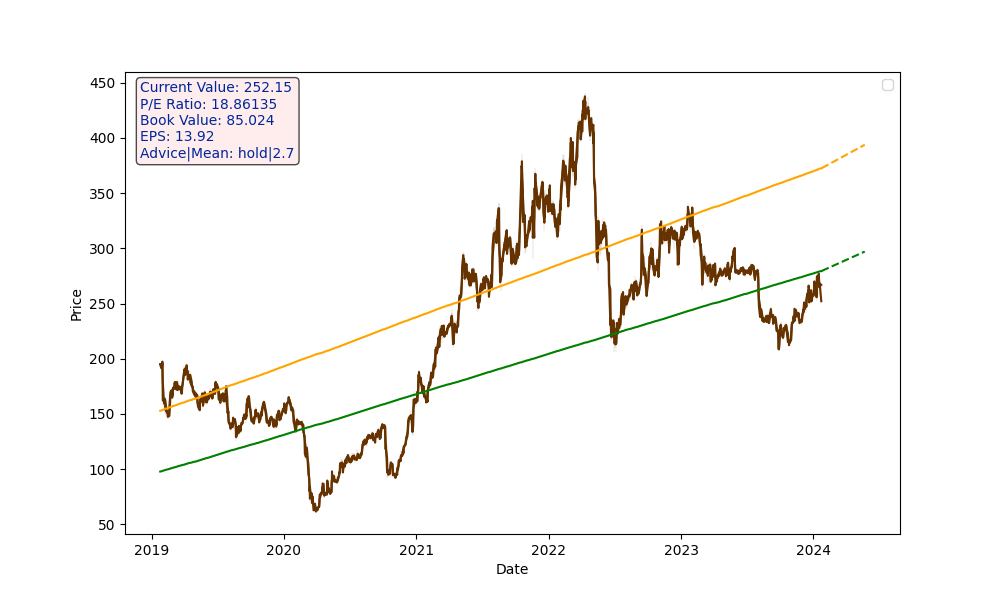 Current Value: 252.15
P/E Ratio: 18.86135
Book Value: 85.024
EPS: 13.92
Advice|Mean: hold|2.7
450
400
350
300
250
200
150
100
50
Price
2019 2020 2021 2022 2023 2024
Date